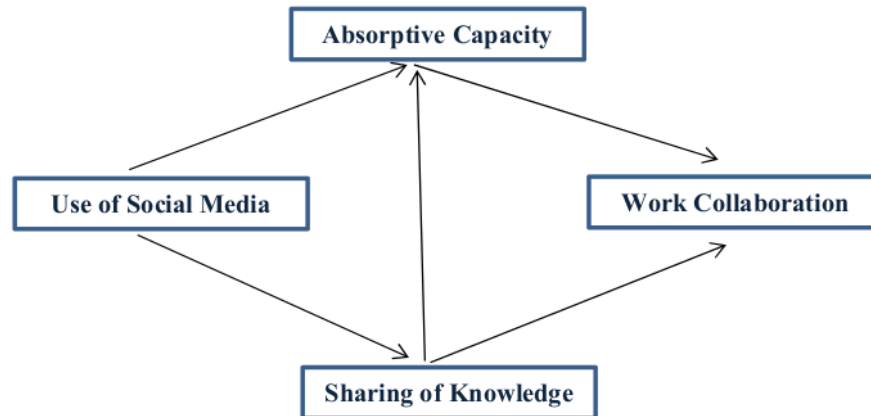 Absorptive Capacity
Use of Social Media
Work Collaboration
Sharing of Knowledge